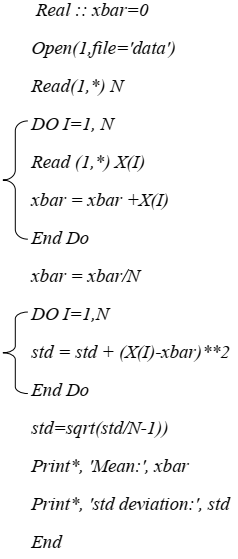 Real :: xbar=0
Open(1,file='data')
Read(1,*) N
DO I=1, N
Read (1,*) X(I)
xbar = xbar +X(I)
End Do
xbar = xbar/N
DO I=1,N
std = std + (X(I)-xbar)**2
End Do
std=sqrt(std/N-1))
Print*, 'Mean:', xbar
Print*, 'std deviation:', std
End